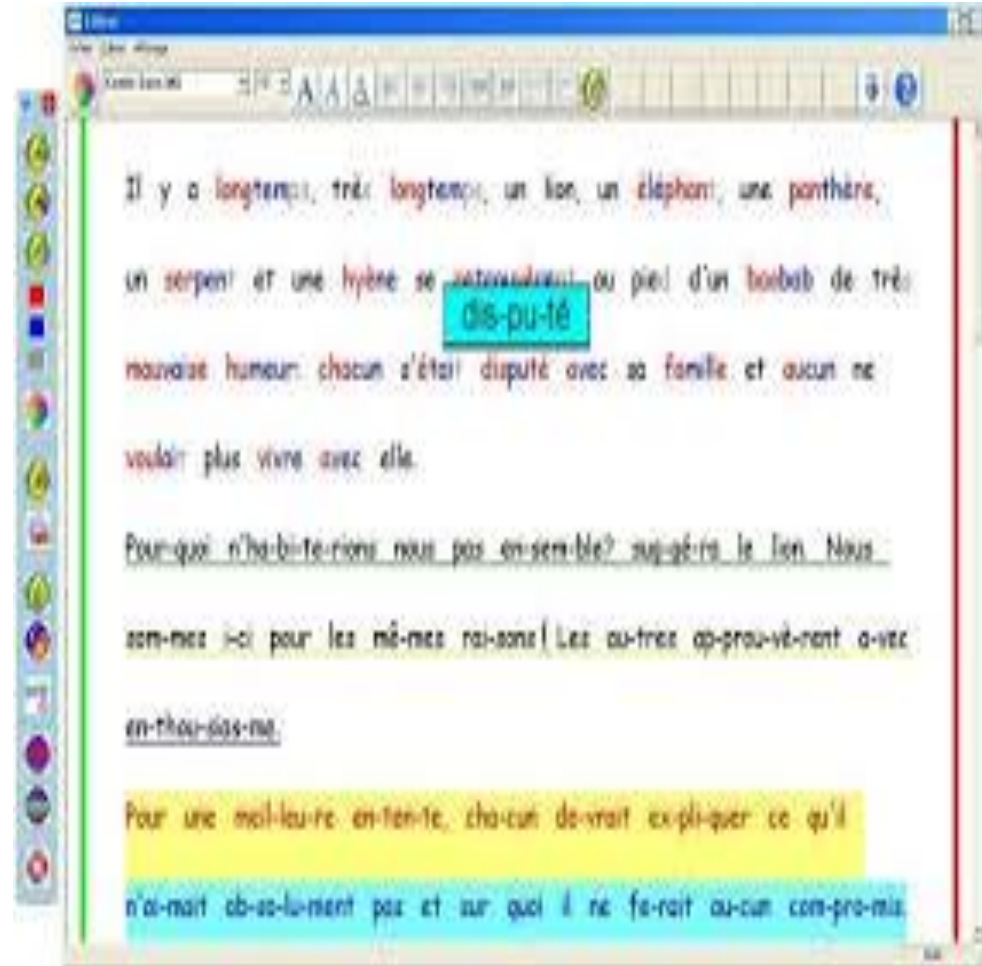 Il y a longtemps, très longtemps, un lion, un éléphant, une panthère,
un serpent et une hyène se au pied d'un baobab de très
dis-pu-té
mauvaise humeur: chacun s'était disputé avec sa famille et aucun ne
voulait plus vivre avec elle.
Pour-quoi n'ha-bi-te-rions nous pas en-sem-ble? sug-gé-ra le lion. Nous
som-mes i-ci pour les mê-mes rai-sons! Les au-tres ap-prou-vè-rent a-vec
en-thou-sias-me.
Pour une meil-leu-re en-ten-te, cha-cun de-vrait ex-pli-quer ce qu'il
n'ai-mait ab-so-lu-ment pas et sur quoi il ne fe-rait au-cun com-pro-mis.